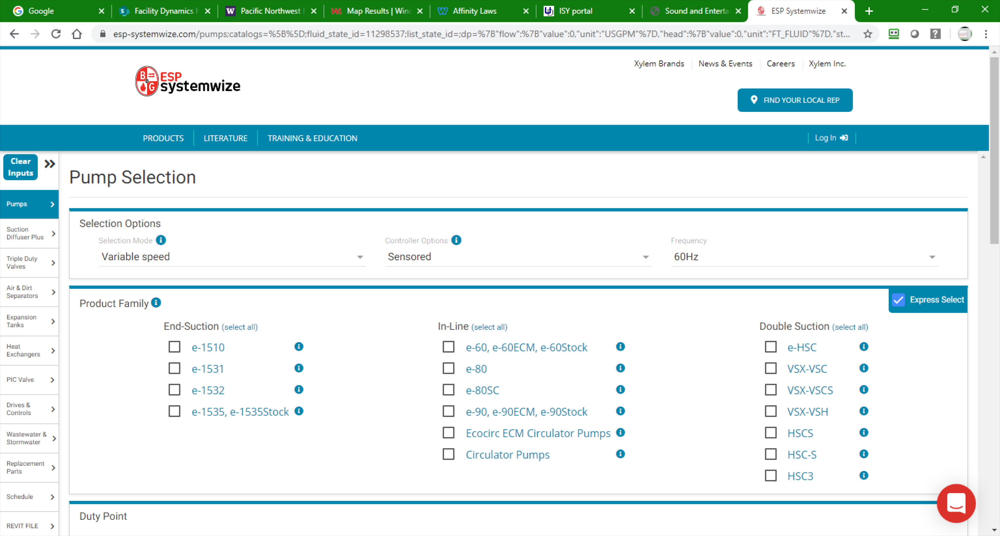 Google
Facility Dynamics
Pacific Northwest
Map Results | Wind
Affinity Laws
ISY portal
Sound and Enterta
ESP Systemwize
esp-systemwize.com/pumps;catalogs=%5B%5D;fluid_state_id=11298537;list_state_id=;dp=%7B"flow":%7B"value":0,"unit":"USGPM"%7D,"head":%7B"value":0,"unit":"FT_FLUID"%7D,"st...
Xylem Brands
News & Events
Careers
Xylem Inc.
B G
ESP
systemwize
FIND YOUR LOCAL REP
PRODUCTS
LITERATURE
TRAINING & EDUCATION
Log In
Clear
Inputs
Pumps
Suction
Diffuser Plus
Triple Duty
Valves
Air & Dirt
Separators
Expansion
Tanks
Heat
Exchangers
PIC Valve
Drives &
Controls
Wastewater &
Stormwater
Replacement
Parts
Schedule
REVIT FILE
Pump Selection
Selection Options
Selection Mode
Variable speed
Controller Options
Sensored
Frequency
60Hz
Product Family
Express Select
End-Suction (select all)
e-1510
e-1531
e-1532
e-1535, e-1535Stock
In-Line (select all)
e-60, e-60ECM, e-60Stock
e-80
e-80SC
e-90, e-90ECM, e-90Stock
Ecocirc ECM Circulator Pumps
Circulator Pumps
Double Suction (select all)
e-HSC
VSX-VSC
VSX-VSCS
VSX-VSH
HSCS
HSC-S
HSC3
Duty Point